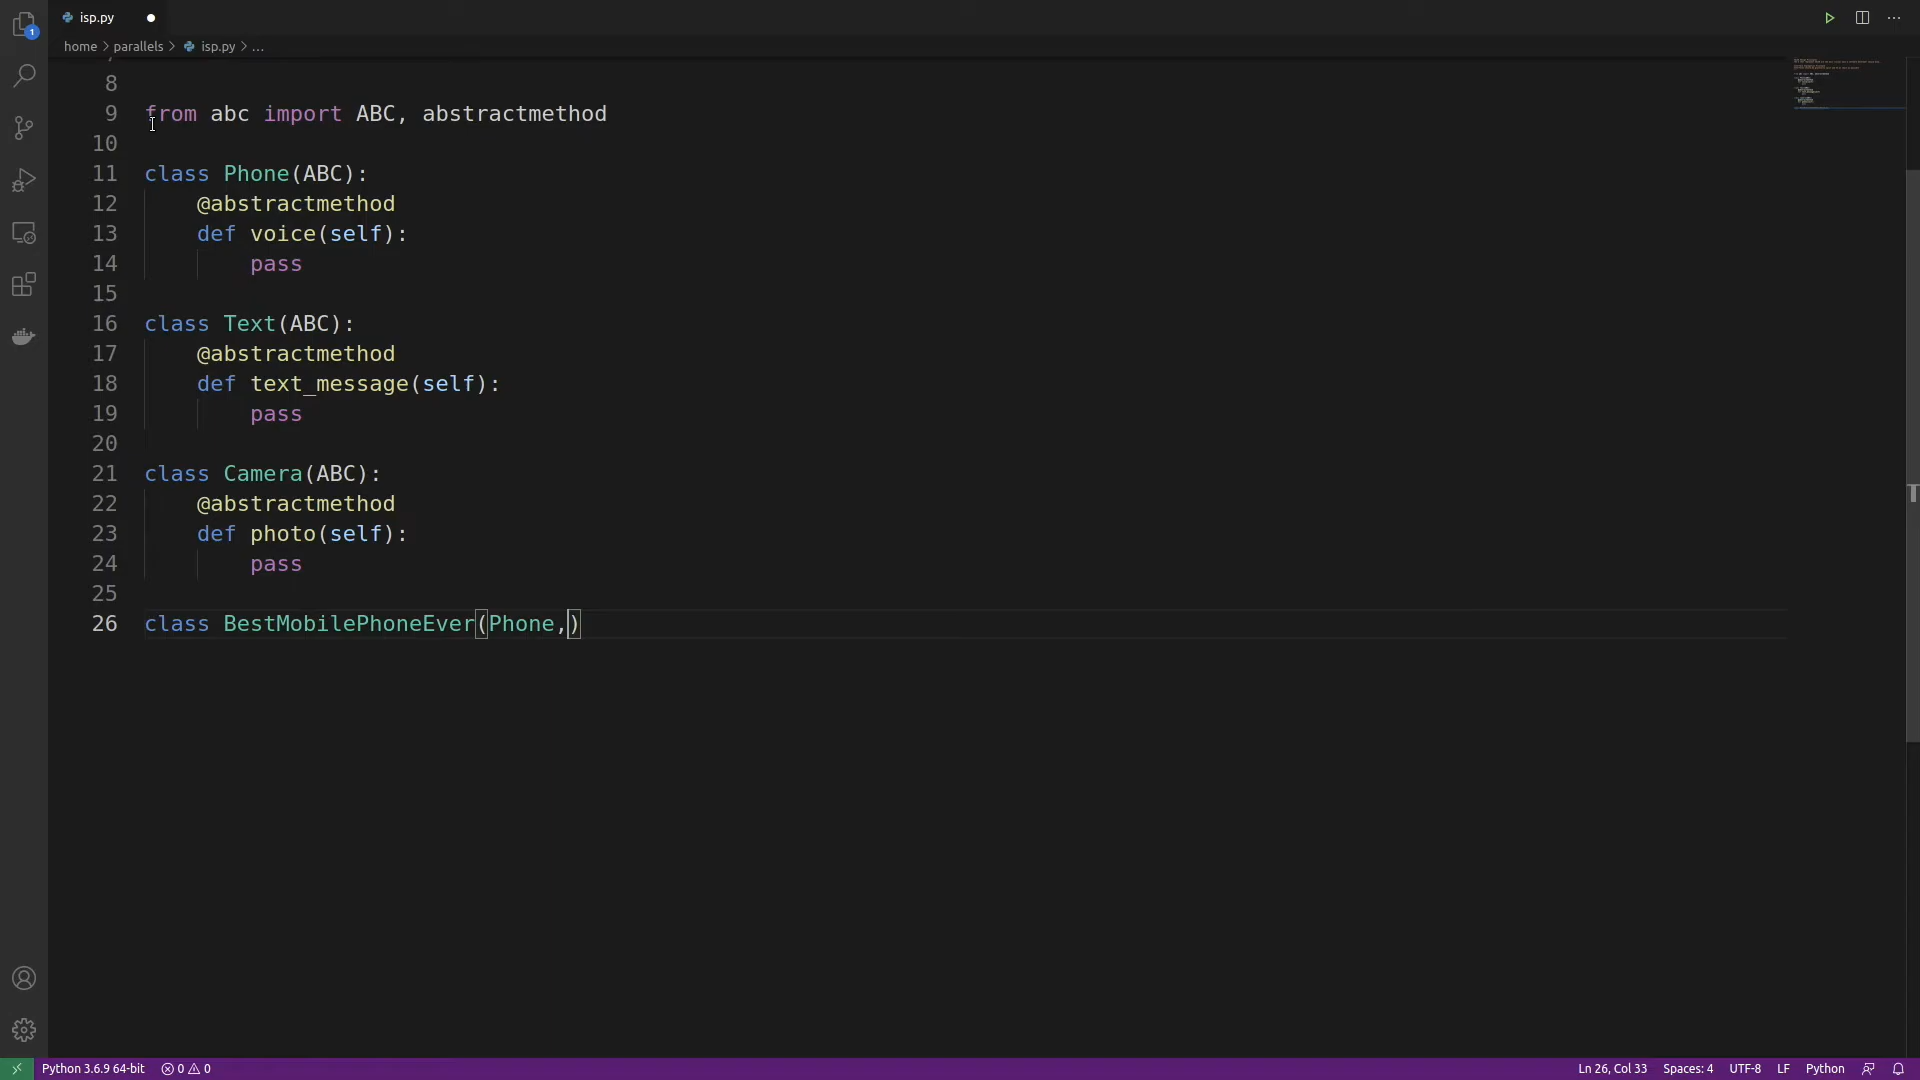 isp.py
home > parallels > isp.py > ...
8
9 from abc import ABC, abstractmethod
10
11 class Phone(ABC):
12     @abstractmethod
13     def voice(self):
14         pass
15
16 class Text(ABC):
17     @abstractmethod
18     def text_message(self):
19         pass
20
21 class Camera(ABC):
22     @abstractmethod
23     def photo(self):
24         pass
25
26 class BestMobilePhoneEver(Phone,)
1
Python 3.6.9 64-bit 0 0 Ln 26, Col 33 Spaces: 4 UTF-8 LF Python